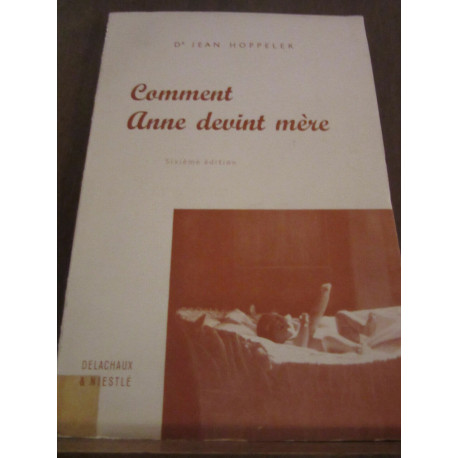 Dr JEAN HOPPELER
Comment
Anne devint mère
Sixième édition
DELACHAUX
& NIESTLÉ